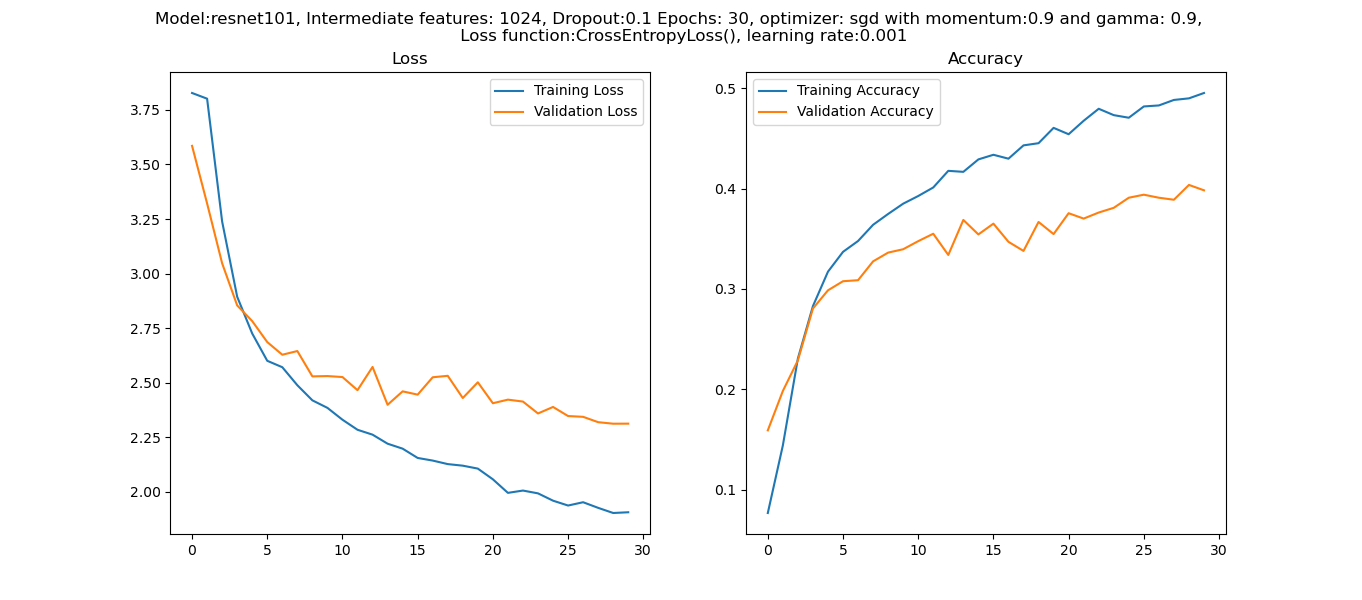 Model:resnet101, Intermediate features: 1024, Dropout:0.1 Epochs: 30, optimizer: sgd with momentum:0.9 and gamma: 0.9,
Loss function:CrossEntropyLoss(), learning rate:0.001
Loss
Training Loss
Validation Loss
3.75
3.50
3.25
3.00
2.75
2.50
2.25
2.00
0 5 10 15 20 25 30
Accuracy
Training Accuracy
Validation Accuracy
0.5
0.4
0.3
0.2
0.1
0 5 10 15 20 25 30